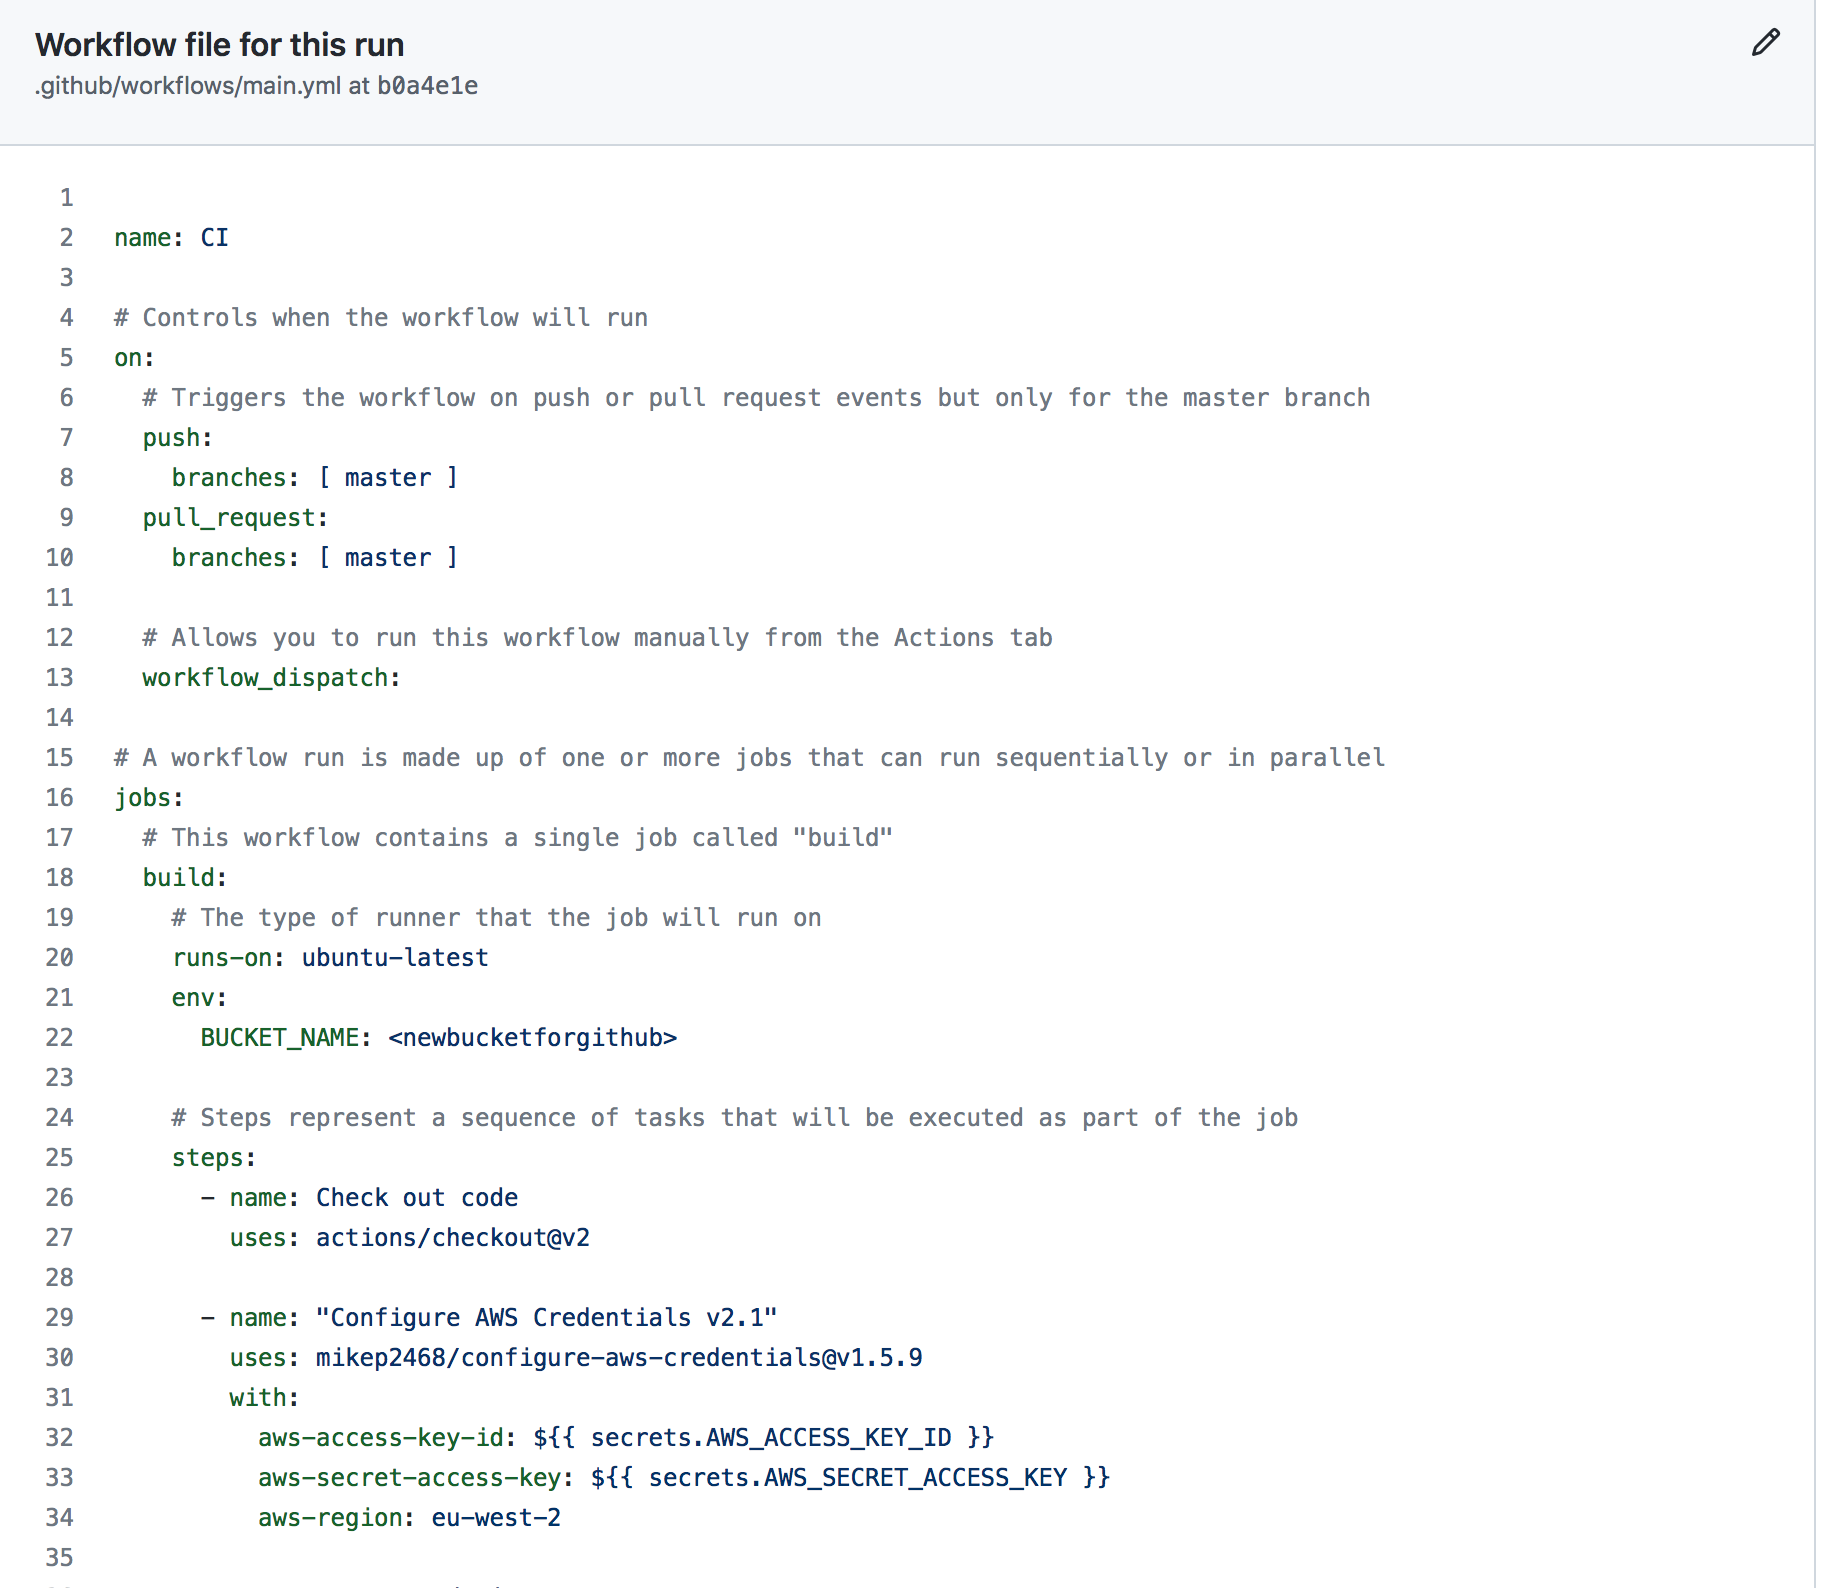 Workflow file for this run
.github/workflows/main.yml at b0a4e1e
1
2 name: CI
3
4 # Controls when the workflow will run
5 on:
6   # Triggers the workflow on push or pull request events but only for the master branch
7   push:
8     branches: [ master ]
9   pull_request:
10     branches: [ master ]
11
12   # Allows you to run this workflow manually from the Actions tab
13   workflow_dispatch:
14
15 # A workflow run is made up of one or more jobs that can run sequentially or in parallel
16 jobs:
17   # This workflow contains a single job called "build"
18   build:
19     # The type of runner that the job will run on
20     runs-on: ubuntu-latest
21     env:
22       BUCKET_NAME: <newbucketforgithub>
23
24     # Steps represent a sequence of tasks that will be executed as part of the job
25     steps:
26       - name: Check out code
27         uses: actions/checkout@v2
28
29       - name: "Configure AWS Credentials v2.1"
30         uses: mikep2468/configure-aws-credentials@v1.5.9
31         with:
32           aws-access-key-id: ${{ secrets.AWS_ACCESS_KEY_ID }}
33           aws-secret-access-key: ${{ secrets.AWS_SECRET_ACCESS_KEY }}
34           aws-region: eu-west-2
35